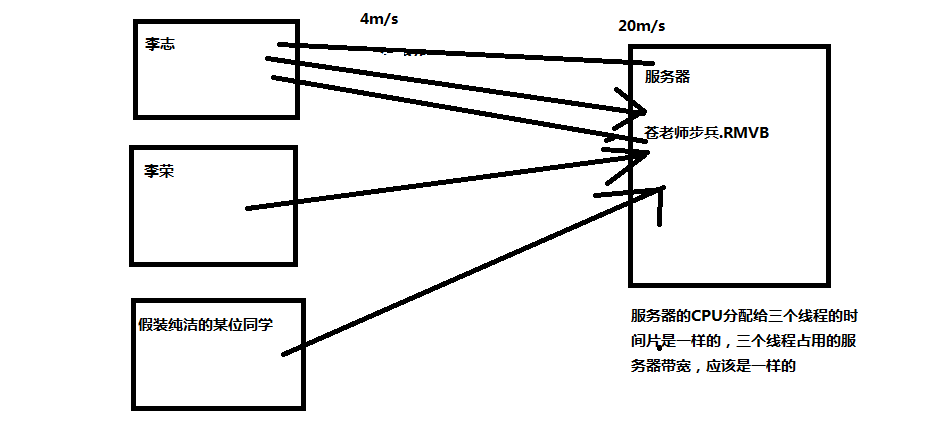 4m/s
20m/s
李志
服务器
苍老师步兵.RMVB
李荣
假装纯洁的某位同学
服务器的CPU分配给三个线程的时
间片是一样的，三个线程占用的服
务器带宽，应该是一样的